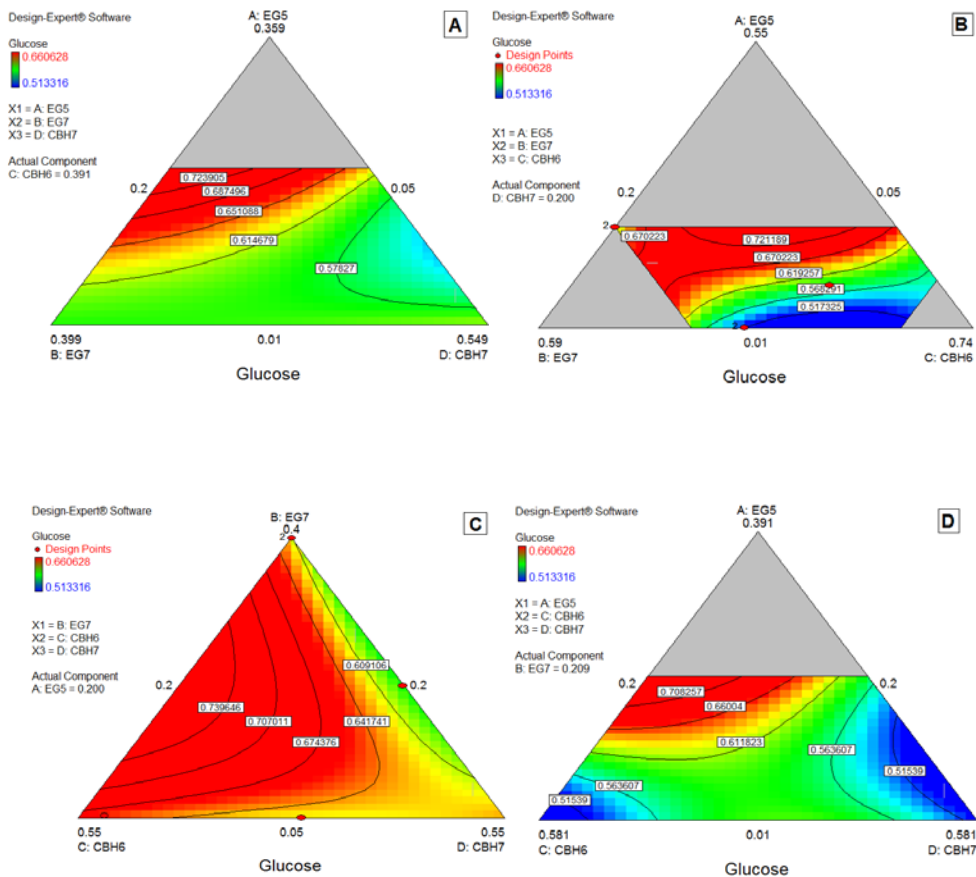 Design-Expert® Software
Glucose
0.660628
0.513316
X1 = A: EG5
X2 = B: EG7
X3 = D: CBH7
Actual Component
C: CBH6 = 0.391
A
A: EG5
0.359
0.2
0.05
0.723905
0.687496
0.651088
0.614679
0.57827
0.399
0.01
0.549
B: EG7
D: CBH7
Glucose
Design-Expert® Software
Glucose
Design Points
0.660628
0.513316
X1 = A: EG5
X2 = B: EG7
X3 = C: CBH6
Actual Component
D: CBH7 = 0.200
B
A: EG5
0.55
0.2
0.05
2
0.670223
0.721189
0.670223
0.619257
0.568291
0.517325
2
0.59
0.01
0.74
B: EG7
C: CBH6
Glucose
Design-Expert® Software
Glucose
Design Points
0.660628
0.513316
X1 = B: EG7
X2 = C: CBH6
X3 = D: CBH7
Actual Component
A: EG5 = 0.200
C
B: EG7
0.4
2
0.2
0.2
0.609106
0.739646
0.707011
0.641741
0.674376
0.55
0.05
0.55
C: CBH6
D: CBH7
Glucose
Design-Expert® Software
Glucose
0.660628
0.513316
X1 = A: EG5
X2 = C: CBH6
X3 = D: CBH7
Actual Component
B: EG7 = 0.209
D
A: EG5
0.391
0.2
0.2
0.708257
0.66004
0.611823
0.563607
0.563607
0.51539
0.51539
0.581
0.01
0.581
C: CBH6
D: CBH7
Glucose